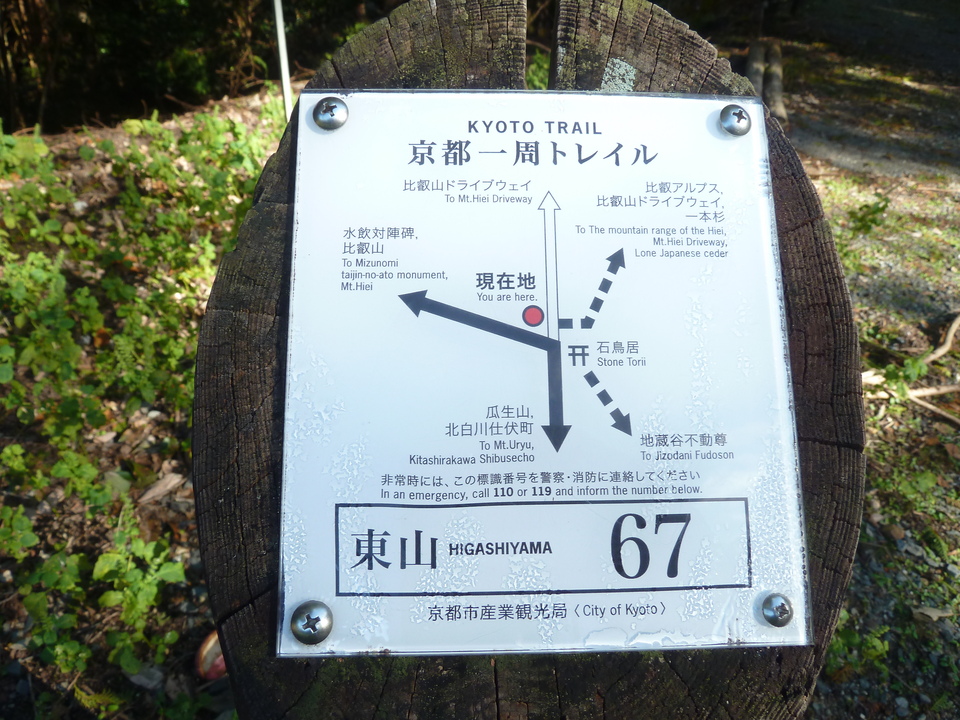 KYOTO TRAIL
京都一周トレイル
比叡山ドライブウェイ
To Mt.Hiei Driveway
比叡アルプス,
比叡山ドライブウェイ,
一本杉
To The mountain range of the Hiei,
Mt.Hiei Driveway,
Lone Japanese ceder
水飲対陣碑,
比叡山
To Mizunomi
taijin-no-ato monument,
Mt.Hiei
現在地
You are here.
石鳥居
Stone Torii
瓜生山,
北白川仕伏町
To Mt.Uryu,
Kitashirakawa Shibusecho
地蔵谷不動尊
To Jizodani Fudoson
非常時には、この標識番号を警察・消防に連絡してください
In an emergency, call 110 or 119 and inform the number below.
東山 HIGASHIYAMA 67
京都市産業観光局〈City of Kyoto〉